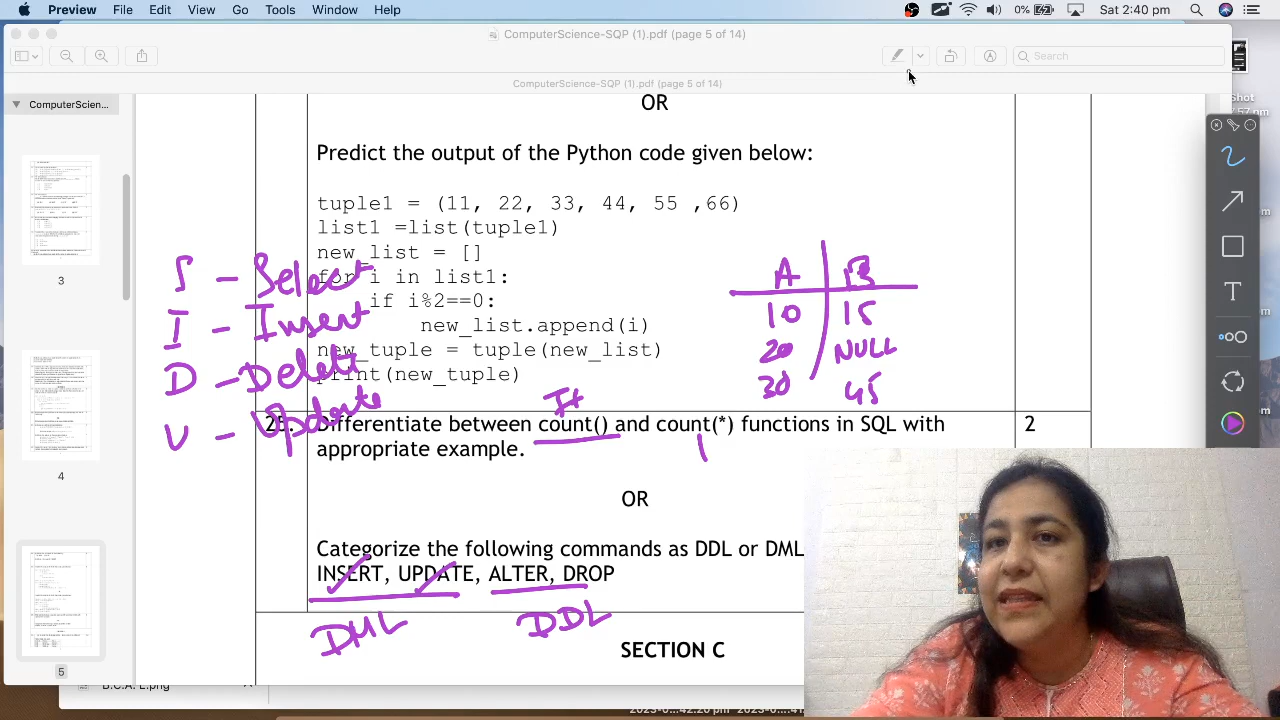 Preview File Edit View Go Tools Window Help 0% Sat 2:40 pm
ComputerScience-SQP (1).pdf (page 5 of 14)
Search
ComputerScience-SQP (1).pdf (page 5 of 14)
ComputerScien...
3
4
5
OR
Predict the output of the Python code given below:
tuple1 = (11, 22, 33, 44, 55 ,66)
list1 =list(tuple1)
new_list = []
for i in list1:
if i%2==0:
new_list.append(i)
new_tuple = tuple(new_list)
print(new_tuple)
S - Select
I - Insert
D - Delete
U - Update
A B
10 15
20 NULL
30 45
Differentiate between count() and count(*) functions in SQL with 2
appropriate example.
OR
Categorize the following commands as DDL or DML
INSERT, UPDATE, ALTER, DROP
DML DDL
SECTION C
T
B.C.A. L.png